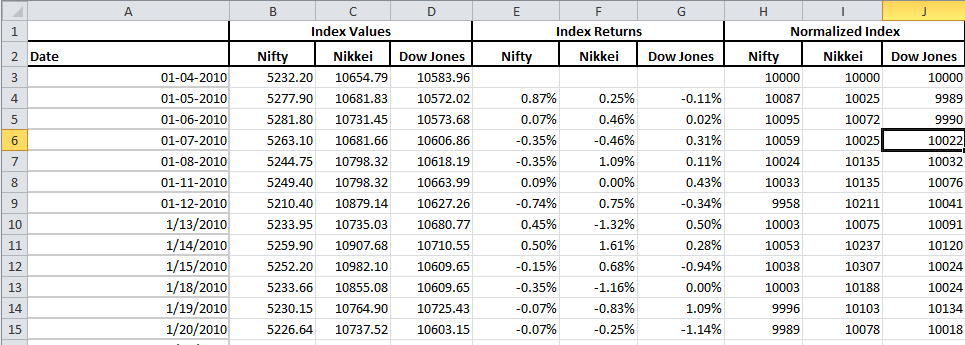 A B C D E F G H I J
1 Index Values Index Returns Normalized Index
2 Date Nifty Nikkei Dow Jones Nifty Nikkei Dow Jones Nifty Nikkei Dow Jones
3 01-04-2010 5232.20 10654.79 10583.96 10000 10000 10000
4 01-05-2010 5277.90 10681.83 10572.02 0.87% 0.25% -0.11% 10087 10025 9989
5 01-06-2010 5281.80 10731.45 10573.68 0.07% 0.46% 0.02% 10095 10072 9990
6 01-07-2010 5263.10 10681.66 10606.86 -0.35% -0.46% 0.31% 10059 10025 10022
7 01-08-2010 5244.75 10798.32 10618.19 -0.35% 1.09% 0.11% 10024 10135 10032
8 01-11-2010 5249.40 10798.32 10663.99 0.09% 0.00% 0.43% 10033 10135 10076
9 01-12-2010 5210.40 10879.14 10627.26 -0.74% 0.75% -0.34% 9958 10211 10041
10 1/13/2010 5233.95 10735.03 10680.77 0.45% -1.32% 0.50% 10003 10075 10091
11 1/14/2010 5259.90 10907.68 10710.55 0.50% 1.61% 0.28% 10053 10237 10120
12 1/15/2010 5252.20 10982.10 10609.65 -0.15% 0.68% -0.94% 10038 10307 10024
13 1/18/2010 5233.66 10855.08 10609.65 -0.35% -1.16% 0.00% 10003 10188 10024
14 1/19/2010 5230.15 10764.90 10725.43 -0.07% -0.83% 1.09% 9996 10103 10134
15 1/20/2010 5226.64 10737.52 10603.15 -0.07% -0.25% -1.14% 9989 10078 10018